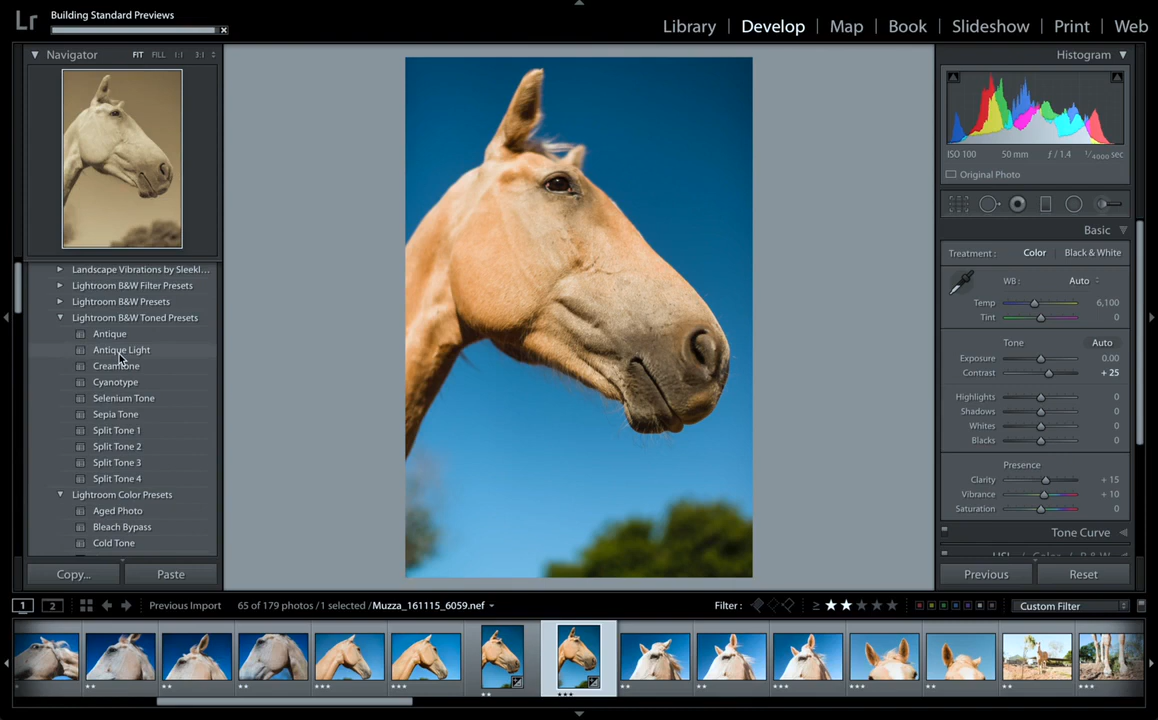 Lr
Building Standard Previews
Library | Develop | Map | Book | Slideshow | Print | Web
Navigator FIT FILL 1:1 3:1
Landscape Vibrations by Sleekl...
Lightroom B&W Filter Presets
Lightroom B&W Presets
Lightroom B&W Toned Presets
Antique
Antique Light
Creamtone
Cyanotype
Selenium Tone
Sepia Tone
Split Tone 1
Split Tone 2
Split Tone 3
Split Tone 4
Lightroom Color Presets
Aged Photo
Bleach Bypass
Cold Tone
Copy... Paste
Histogram
ISO 100 50 mm ƒ / 1.4 1/4000 sec
Original Photo
Basic
Treatment : Color | Black & White
WB : Auto
Temp 6,100
Tint 0
Tone Auto
Exposure 0.00
Contrast + 25
Highlights 0
Shadows 0
Whites 0
Blacks 0
Presence
Clarity + 15
Vibrance + 10
Saturation 0
Tone Curve
HSL / Color / B & W
Previous Reset
1 2 Previous Import 65 of 179 photos / 1 selected / Muzza_161115_6059.nef Filter : ≥ ★★★★★ Custom Filter